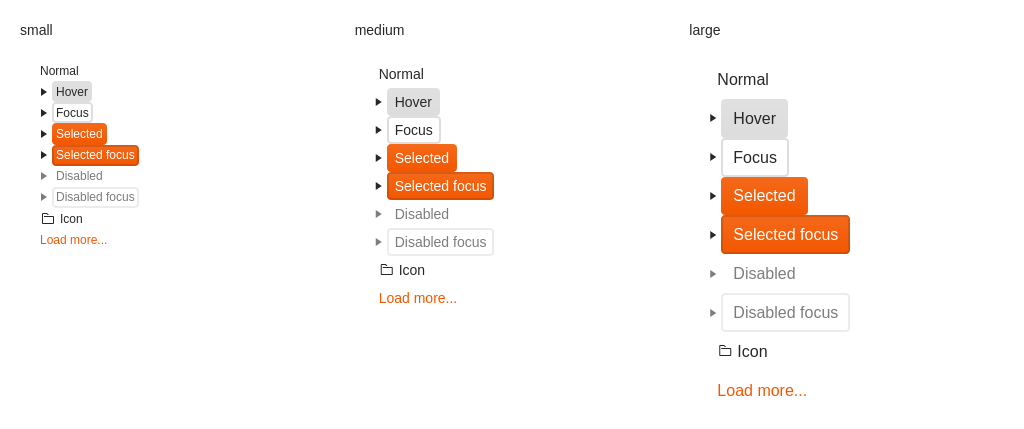 small
Normal
Hover
Focus
Selected
Selected focus
Disabled
Disabled focus
Icon
Load more...
medium
Normal
Hover
Focus
Selected
Selected focus
Disabled
Disabled focus
Icon
Load more...
large
Normal
Hover
Focus
Selected
Selected focus
Disabled
Disabled focus
Icon
Load more...